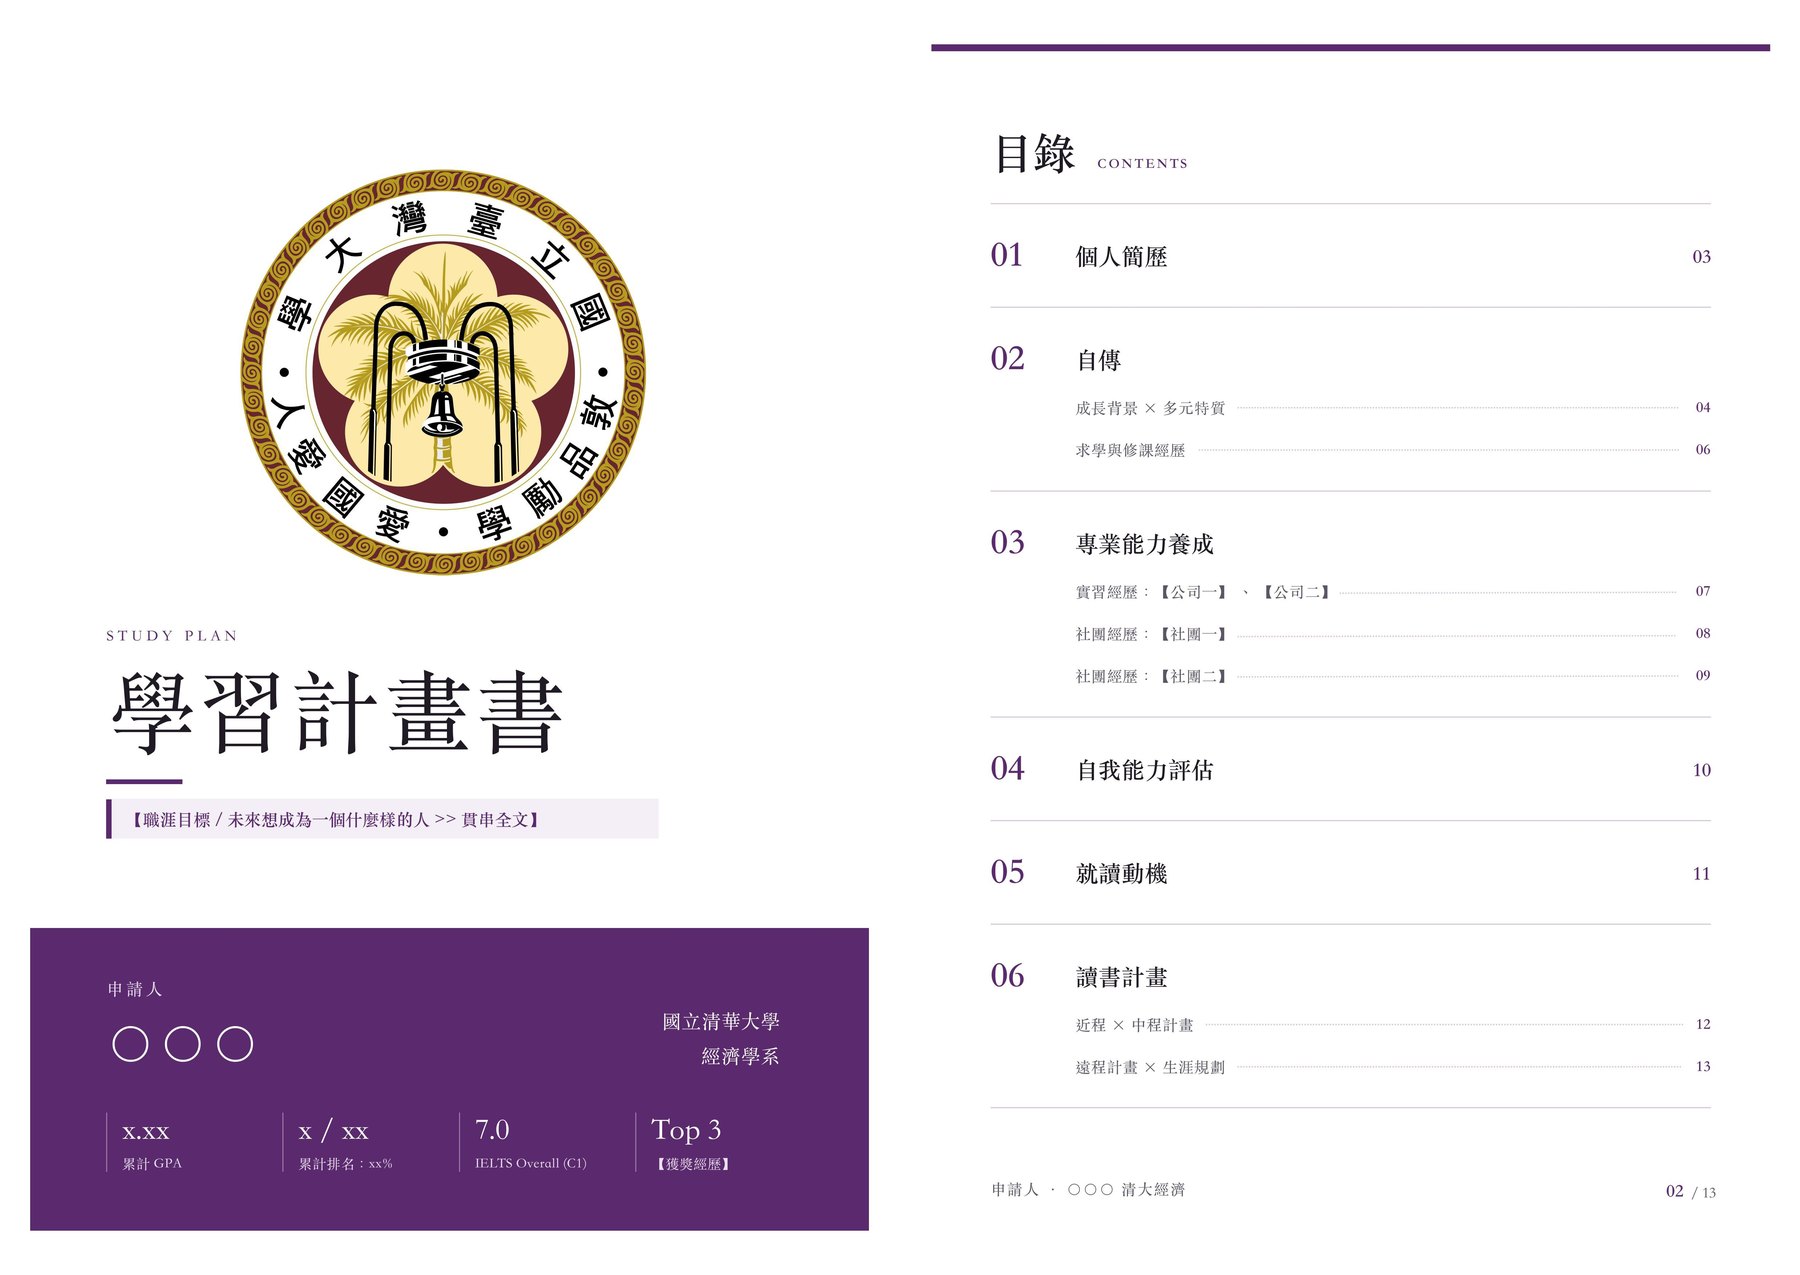 國立臺灣大學
敦品勵學・愛國愛人
STUDY PLAN
學習計畫書
【職涯目標 / 未來想成為一個什麼樣的人 >> 貫串全文】
申請人
○○○
國立清華大學
經濟學系
x.xx
累計 GPA
x / xx
累計排名：xx%
7.0
IELTS Overall (C1)
Top 3
【獲獎經歷】
目錄 CONTENTS
01 個人簡歷 03
02 自傳
成長背景 × 多元特質 04
求學與修課經歷 06
03 專業能力養成
實習經歷：【公司一】、【公司二】 07
社團經歷：【社團一】 08
社團經歷：【社團二】 09
04 自我能力評估 10
05 就讀動機 11
06 讀書計畫
近程 × 中程計畫 12
遠程計畫 × 生涯規劃 13
申請人 · ○○○ 清大經濟
02 / 13